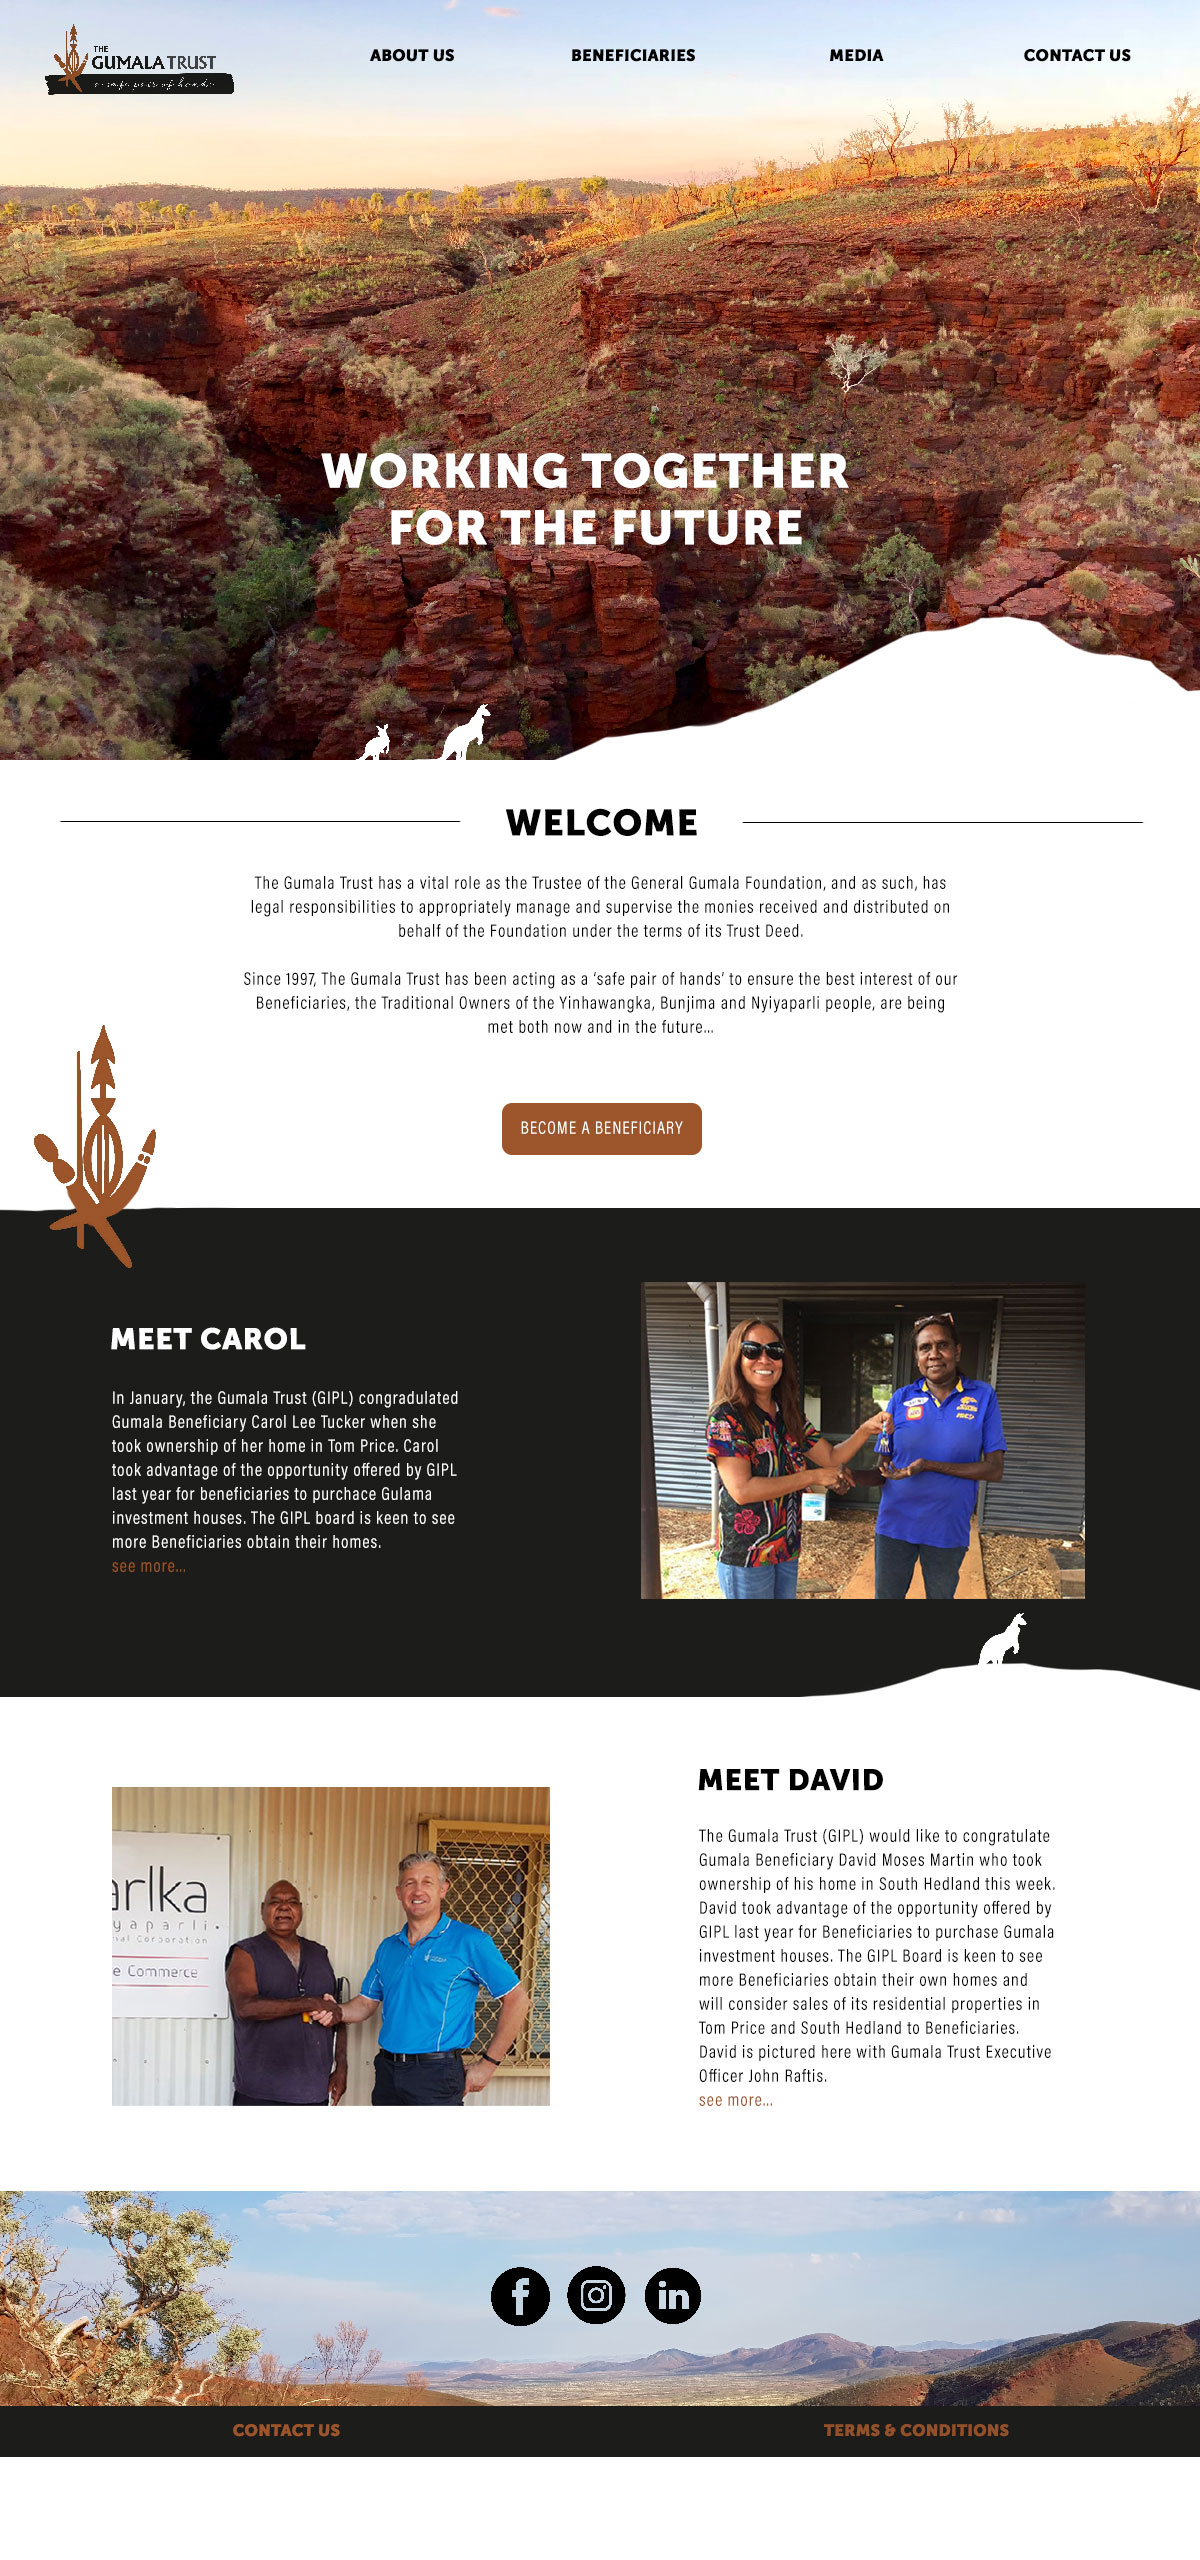 THE
GUMALA TRUST
a safe pair of hands
ABOUT US
BENEFICIARIES
MEDIA
CONTACT US
WORKING TOGETHER
FOR THE FUTURE
WELCOME
The Gumala Trust has a vital role as the Trustee of the General Gumala Foundation, and as such, has
legal responsibilities to appropriately manage and supervise the monies received and distributed on
behalf of the Foundation under the terms of its Trust Deed.
Since 1997, The Gumala Trust has been acting as a ‘safe pair of hands’ to ensure the best interest of our
Beneficiaries, the Traditional Owners of the Yinhawangka, Bunjima and Nyiyaparli people, are being
met both now and in the future...
BECOME A BENEFICIARY
MEET CAROL
In January, the Gumala Trust (GIPL) congradulated
Gumala Beneficiary Carol Lee Tucker when she
took ownership of her home in Tom Price. Carol
took advantage of the opportunity offered by GIPL
last year for beneficiaries to purchace Gulama
investment houses. The GIPL board is keen to see
more Beneficiaries obtain their homes.
see more...
MEET DAVID
The Gumala Trust (GIPL) would like to congratulate
Gumala Beneficiary David Moses Martin who took
ownership of his home in South Hedland this week.
David took advantage of the opportunity offered by
GIPL last year for Beneficiaries to purchase Gumala
investment houses. The GIPL Board is keen to see
more Beneficiaries obtain their own homes and
will consider sales of its residential properties in
Tom Price and South Hedland to Beneficiaries.
David is pictured here with Gumala Trust Executive
Officer John Raftis.
see more...
arlka
yaparli
nal Corporation
e Commerce
f
in
CONTACT US
TERMS & CONDITIONS